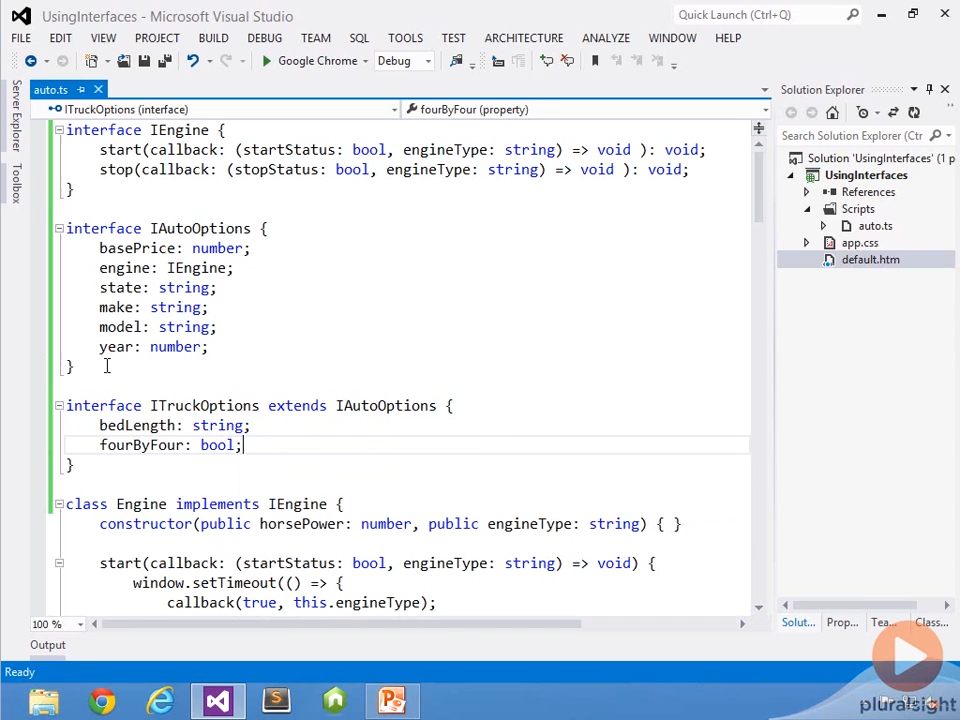 UsingInterfaces - Microsoft Visual Studio
Quick Launch (Ctrl+Q)
FILE EDIT VIEW PROJECT BUILD DEBUG TEAM SQL TOOLS TEST ARCHITECTURE ANALYZE WINDOW HELP
Google Chrome Debug
Server Explorer
Toolbox
auto.ts
ITruckOptions (interface) fourByFour (property)
interface IEngine {
start(callback: (startStatus: bool, engineType: string) => void ): void;
stop(callback: (stopStatus: bool, engineType: string) => void ): void;
}
interface IAutoOptions {
basePrice: number;
engine: IEngine;
state: string;
make: string;
model: string;
year: number;
}
interface ITruckOptions extends IAutoOptions {
bedLength: string;
fourByFour: bool;
}
class Engine implements IEngine {
constructor(public horsePower: number, public engineType: string) { }
start(callback: (startStatus: bool, engineType: string) => void) {
window.setTimeout(() => {
callback(true, this.engineType);
100 %
Solution Explorer
Search Solution Explorer (Ctr
Solution 'UsingInterfaces' (1 p
UsingInterfaces
References
Scripts
auto.ts
app.css
default.htm
Solut... Prop... Tea... Class...
Output
Ready
pluralsight